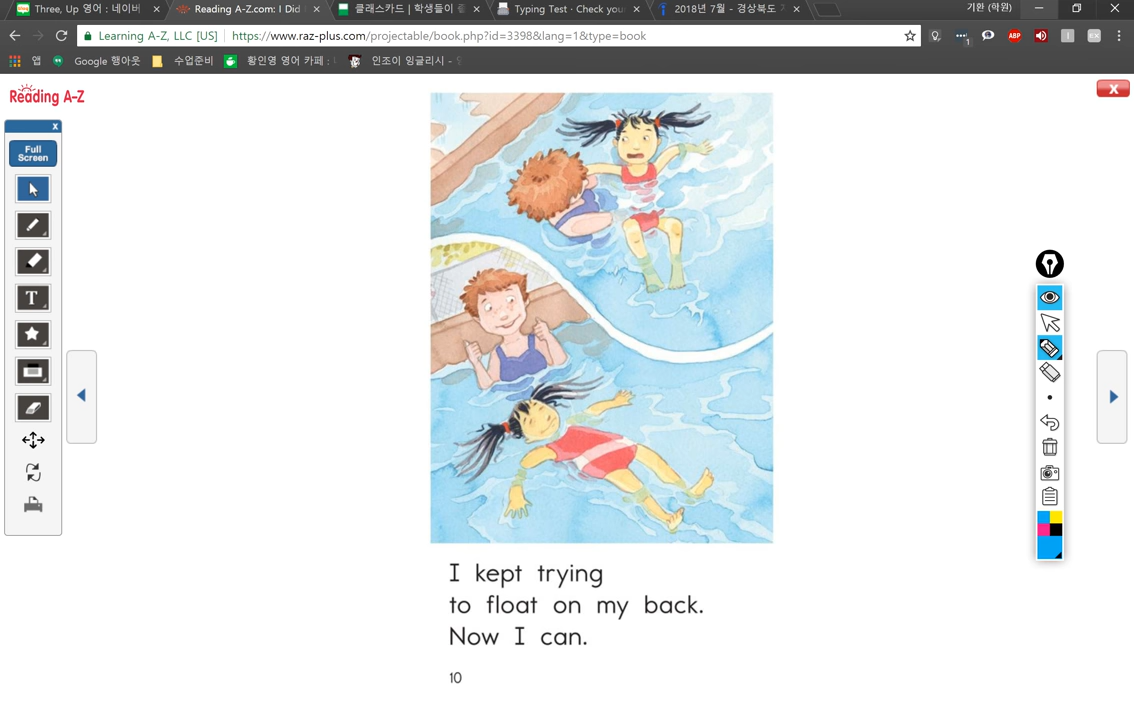 Three, Up 영어 : 네이버
Reading A-Z.com: I Did
클래스카드 | 학생들이
Typing Test · Check your
2018년 7월 - 경상북도
기환 (학원)
Learning A-Z, LLC [US]
https://www.raz-plus.com/projectable/book.php?id=3398&lang=1&type=book
ABP
앱
Google 행아웃
수업준비
황인영 영어 카페 :
인조이 잉글리시 -
Reading A-Z
X
x
Full
Screen
T
I kept trying
to float on my back.
Now I can.
10